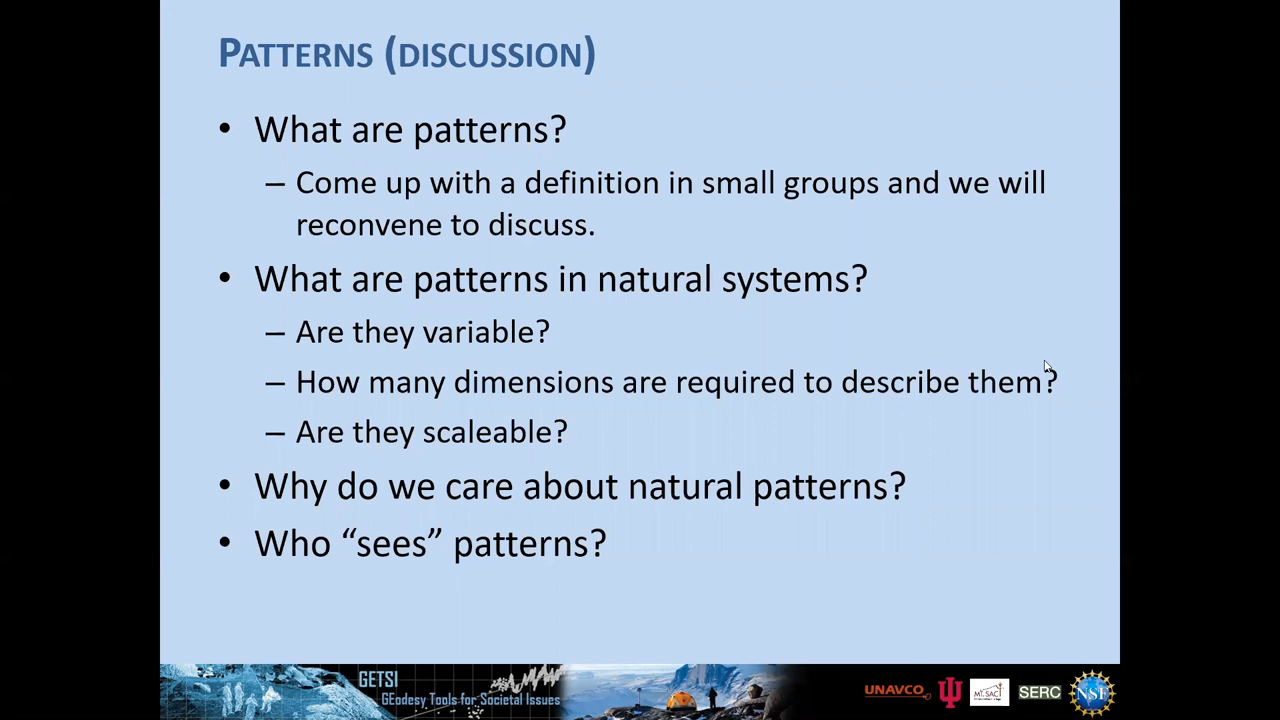 PATTERNS (DISCUSSION)
• What are patterns?
– Come up with a definition in small groups and we will
reconvene to discuss.
• What are patterns in natural systems?
– Are they variable?
– How many dimensions are required to describe them?
– Are they scaleable?
• Why do we care about natural patterns?
• Who “sees” patterns?
GETSI
GEodesy Tools for Societal Issues
UNAVCO
MT. SAC
SERC
NSF